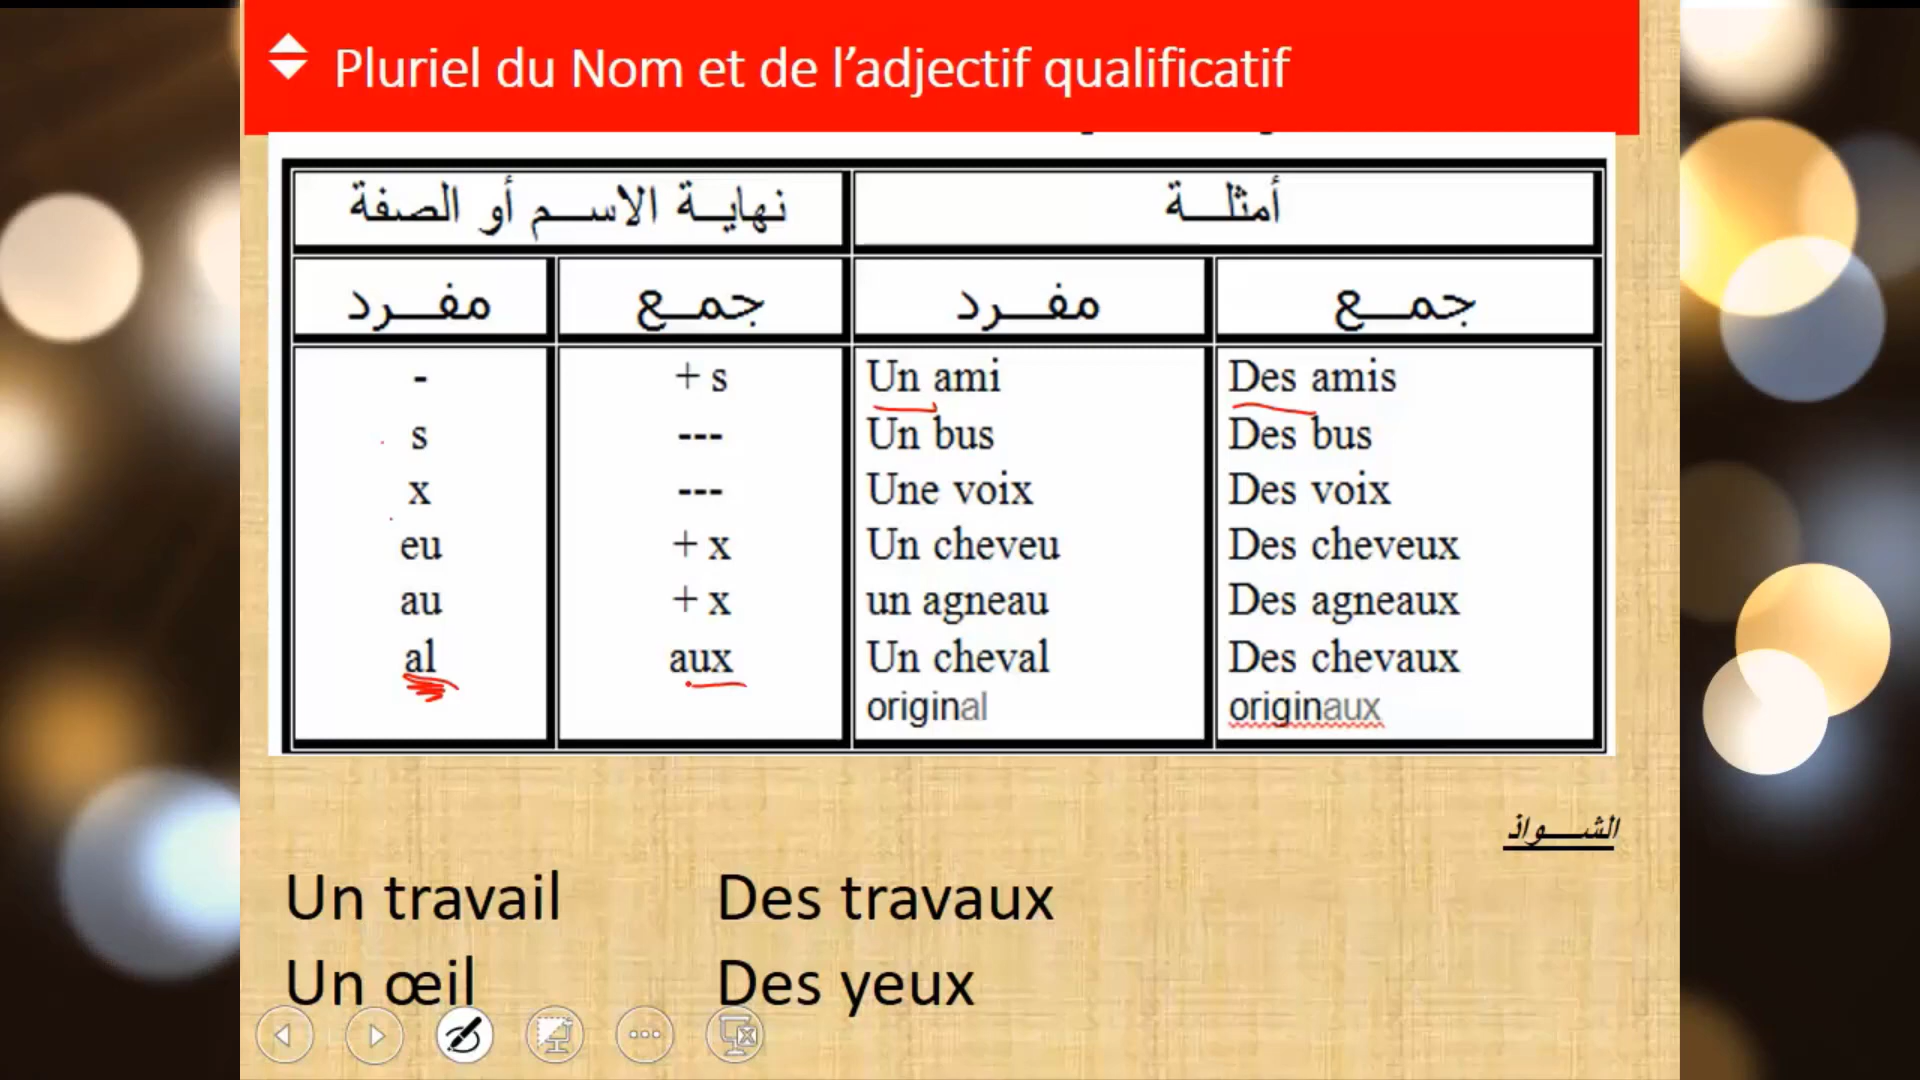 Pluriel du Nom et de l’adjectif qualificatif
نهاية الاسم أو الصفة أمثلة
مفرد جمع مفرد جمع
- + s Un ami Des amis
s --- Un bus Des bus
x --- Une voix Des voix
eu + x Un cheveu Des cheveux
au + x un agneau Des agneaux
al aux Un cheval Des chevaux
original originaux
الشواذ
Un travail Des travaux
Un œil Des yeux